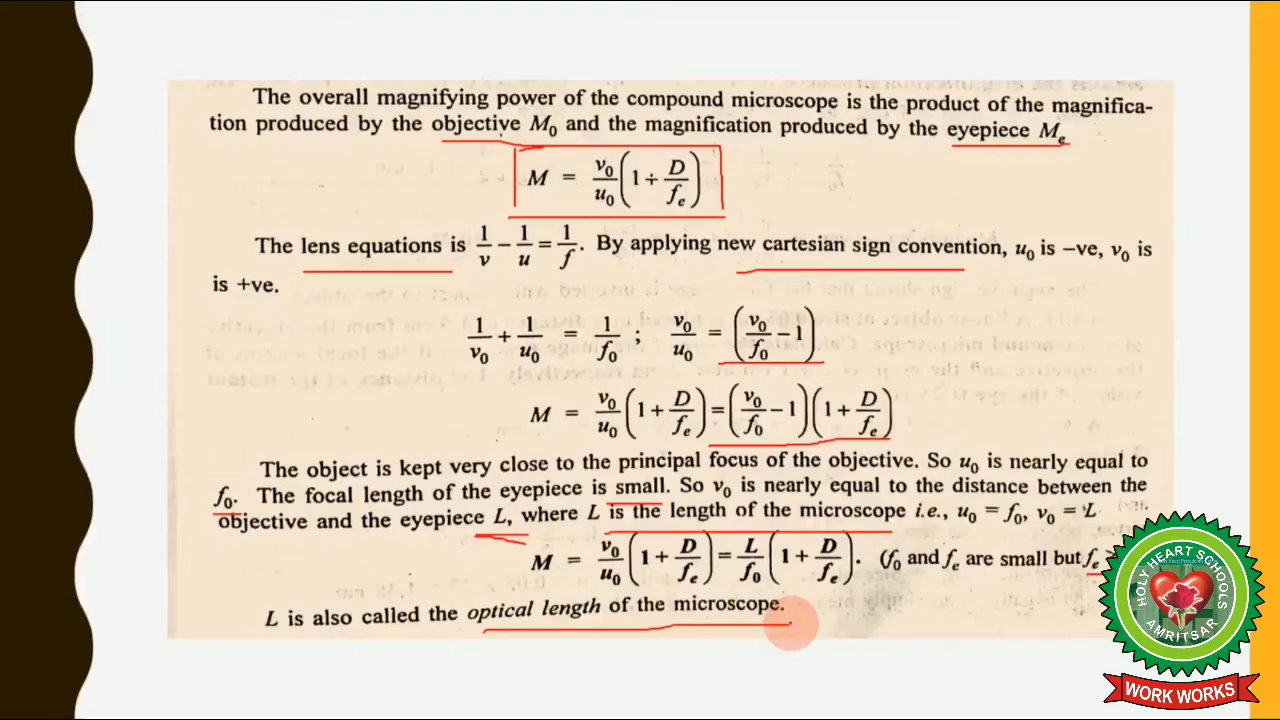 The overall magnifying power of the compound microscope is the product of the magnifica-
tion produced by the objective M₀ and the magnification produced by the eyepiece Mₑ
M = v₀/u₀ (1 + D/fₑ)
The lens equations is 1/v − 1/u = 1/f. By applying new cartesian sign convention, u₀ is −ve, v₀ is
is +ve.
1/v₀ + 1/u₀ = 1/f₀ ; v₀/u₀ = (v₀/f₀ − 1)
M = v₀/u₀ (1 + D/fₑ) = (v₀/f₀ − 1)(1 + D/fₑ)
The object is kept very close to the principal focus of the objective. So u₀ is nearly equal to
f₀. The focal length of the eyepiece is small. So v₀ is nearly equal to the distance between the
objective and the eyepiece L, where L is the length of the microscope i.e., u₀ = f₀, v₀ = L
M = v₀/u₀ (1 + D/fₑ) = L/f₀ (1 + D/fₑ). (f₀ and fₑ are small but fₑ >
L is also called the optical length of the microscope.
HOLY HEART SCHOOLS
AMRITSAR
WORK WORKS